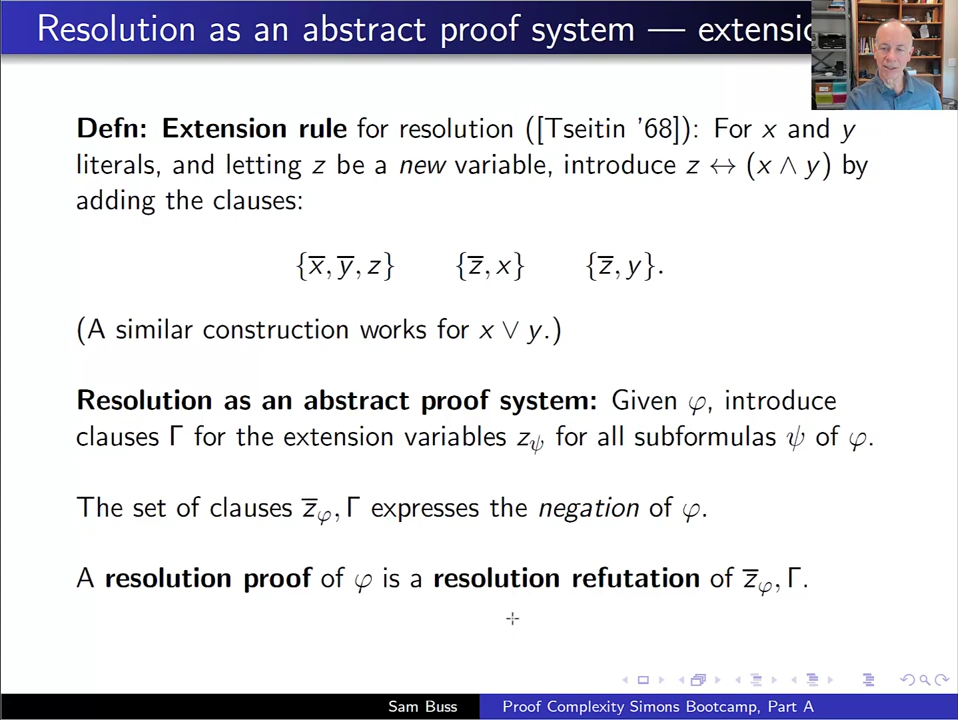 Resolution as an abstract proof system — extensio
Defn: Extension rule for resolution ([Tseitin '68]): For x and y
literals, and letting z be a new variable, introduce z ↔ (x ∧ y) by
adding the clauses:
{x̅, y̅, z} {z̅, x} {z̅, y}.
(A similar construction works for x ∨ y.)
Resolution as an abstract proof system: Given φ, introduce
clauses Γ for the extension variables z_ψ for all subformulas ψ of φ.
The set of clauses z̅_φ, Γ expresses the negation of φ.
A resolution proof of φ is a resolution refutation of z̅_φ, Γ.
Sam Buss Proof Complexity Simons Bootcamp, Part A